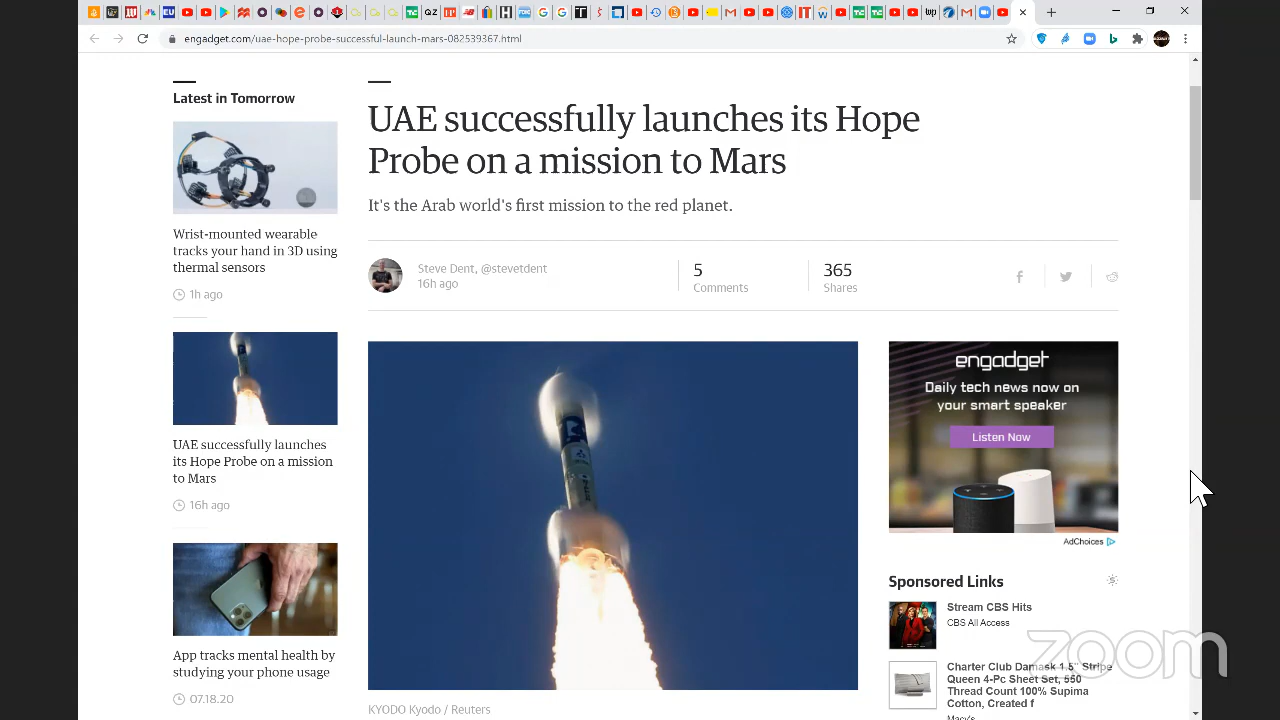 engadget.com/uae-hope-probe-successful-launch-mars-082539367.html
Latest in Tomorrow
Wrist-mounted wearable
tracks your hand in 3D using
thermal sensors
1h ago
UAE successfully launches
its Hope Probe on a mission
to Mars
16h ago
App tracks mental health by
studying your phone usage
07.18.20
UAE successfully launches its Hope
Probe on a mission to Mars
It's the Arab world's first mission to the red planet.
Steve Dent, @stevetdent
16h ago
5
Comments
365
Shares
KYODO Kyodo / Reuters
engadget
Daily tech news now on
your smart speaker
Listen Now
AdChoices
Sponsored Links
Stream CBS Hits
CBS All Access
Charter Club Damask 1.5" Stripe
Queen 4-Pc Sheet Set, 550
Thread Count 100% Supima
Cotton, Created f
Macy's
zoom